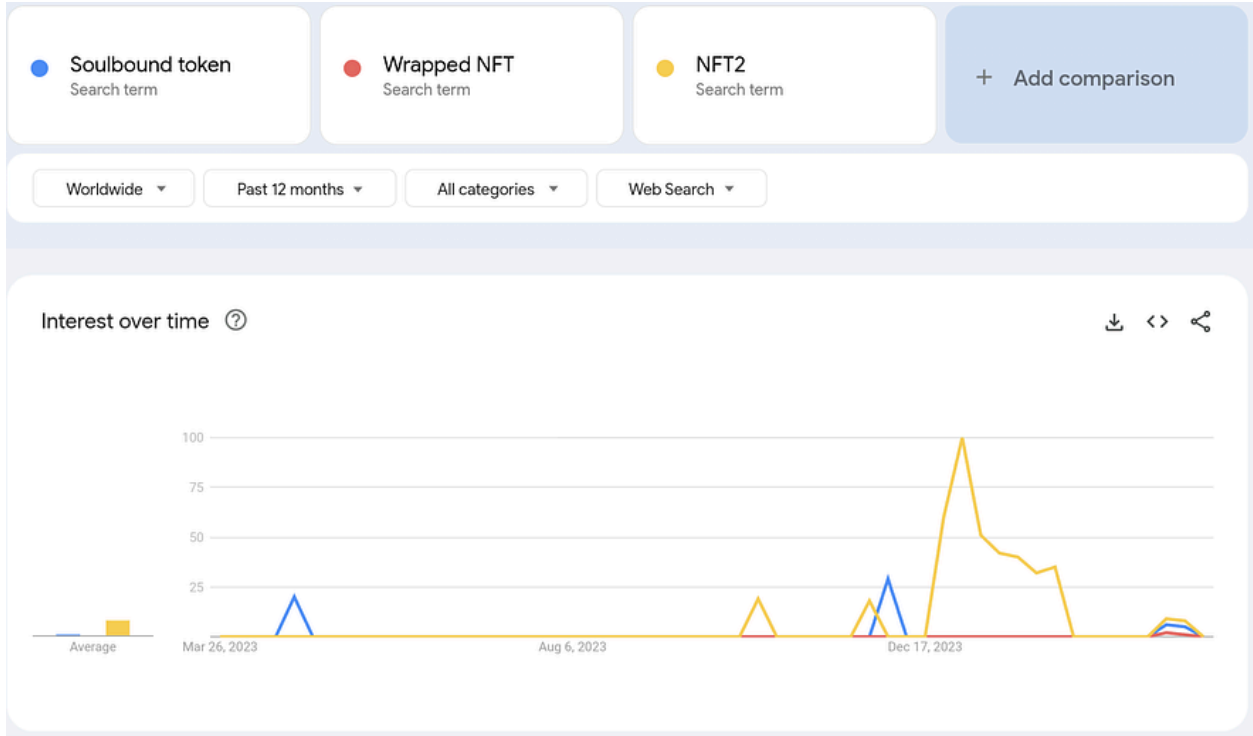 Soulbound token
Search term
Wrapped NFT
Search term
NFT2
Search term
+ Add comparison
Worldwide
Past 12 months
All categories
Web Search
Interest over time ?
100
75
50
25
Average
Mar 26, 2023
Aug 6, 2023
Dec 17, 2023